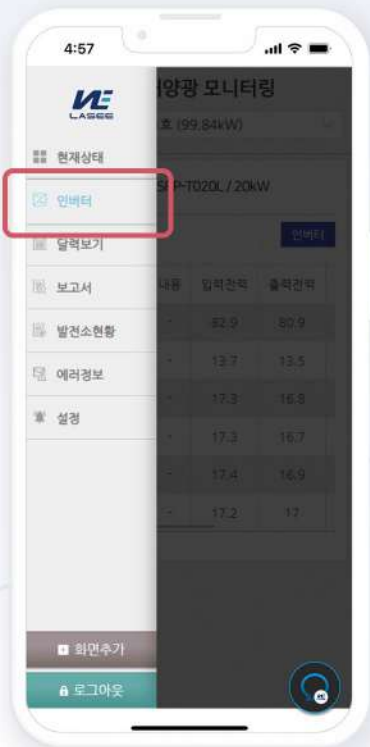 4:57
LASEE
현재상태
인버터
달력보기
보고서
발전소현황
에러정보
설정
화면추가
로그아웃
양광 모니터링
호 (99.84kW)
P-T020L / 20kW
인버터
내용 입력전력 출력전력
- 82.9 80.9
- 13.7 13.5
- 17.3 16.8
- 17.3 16.7
- 17.4 16.9
- 17.2 17